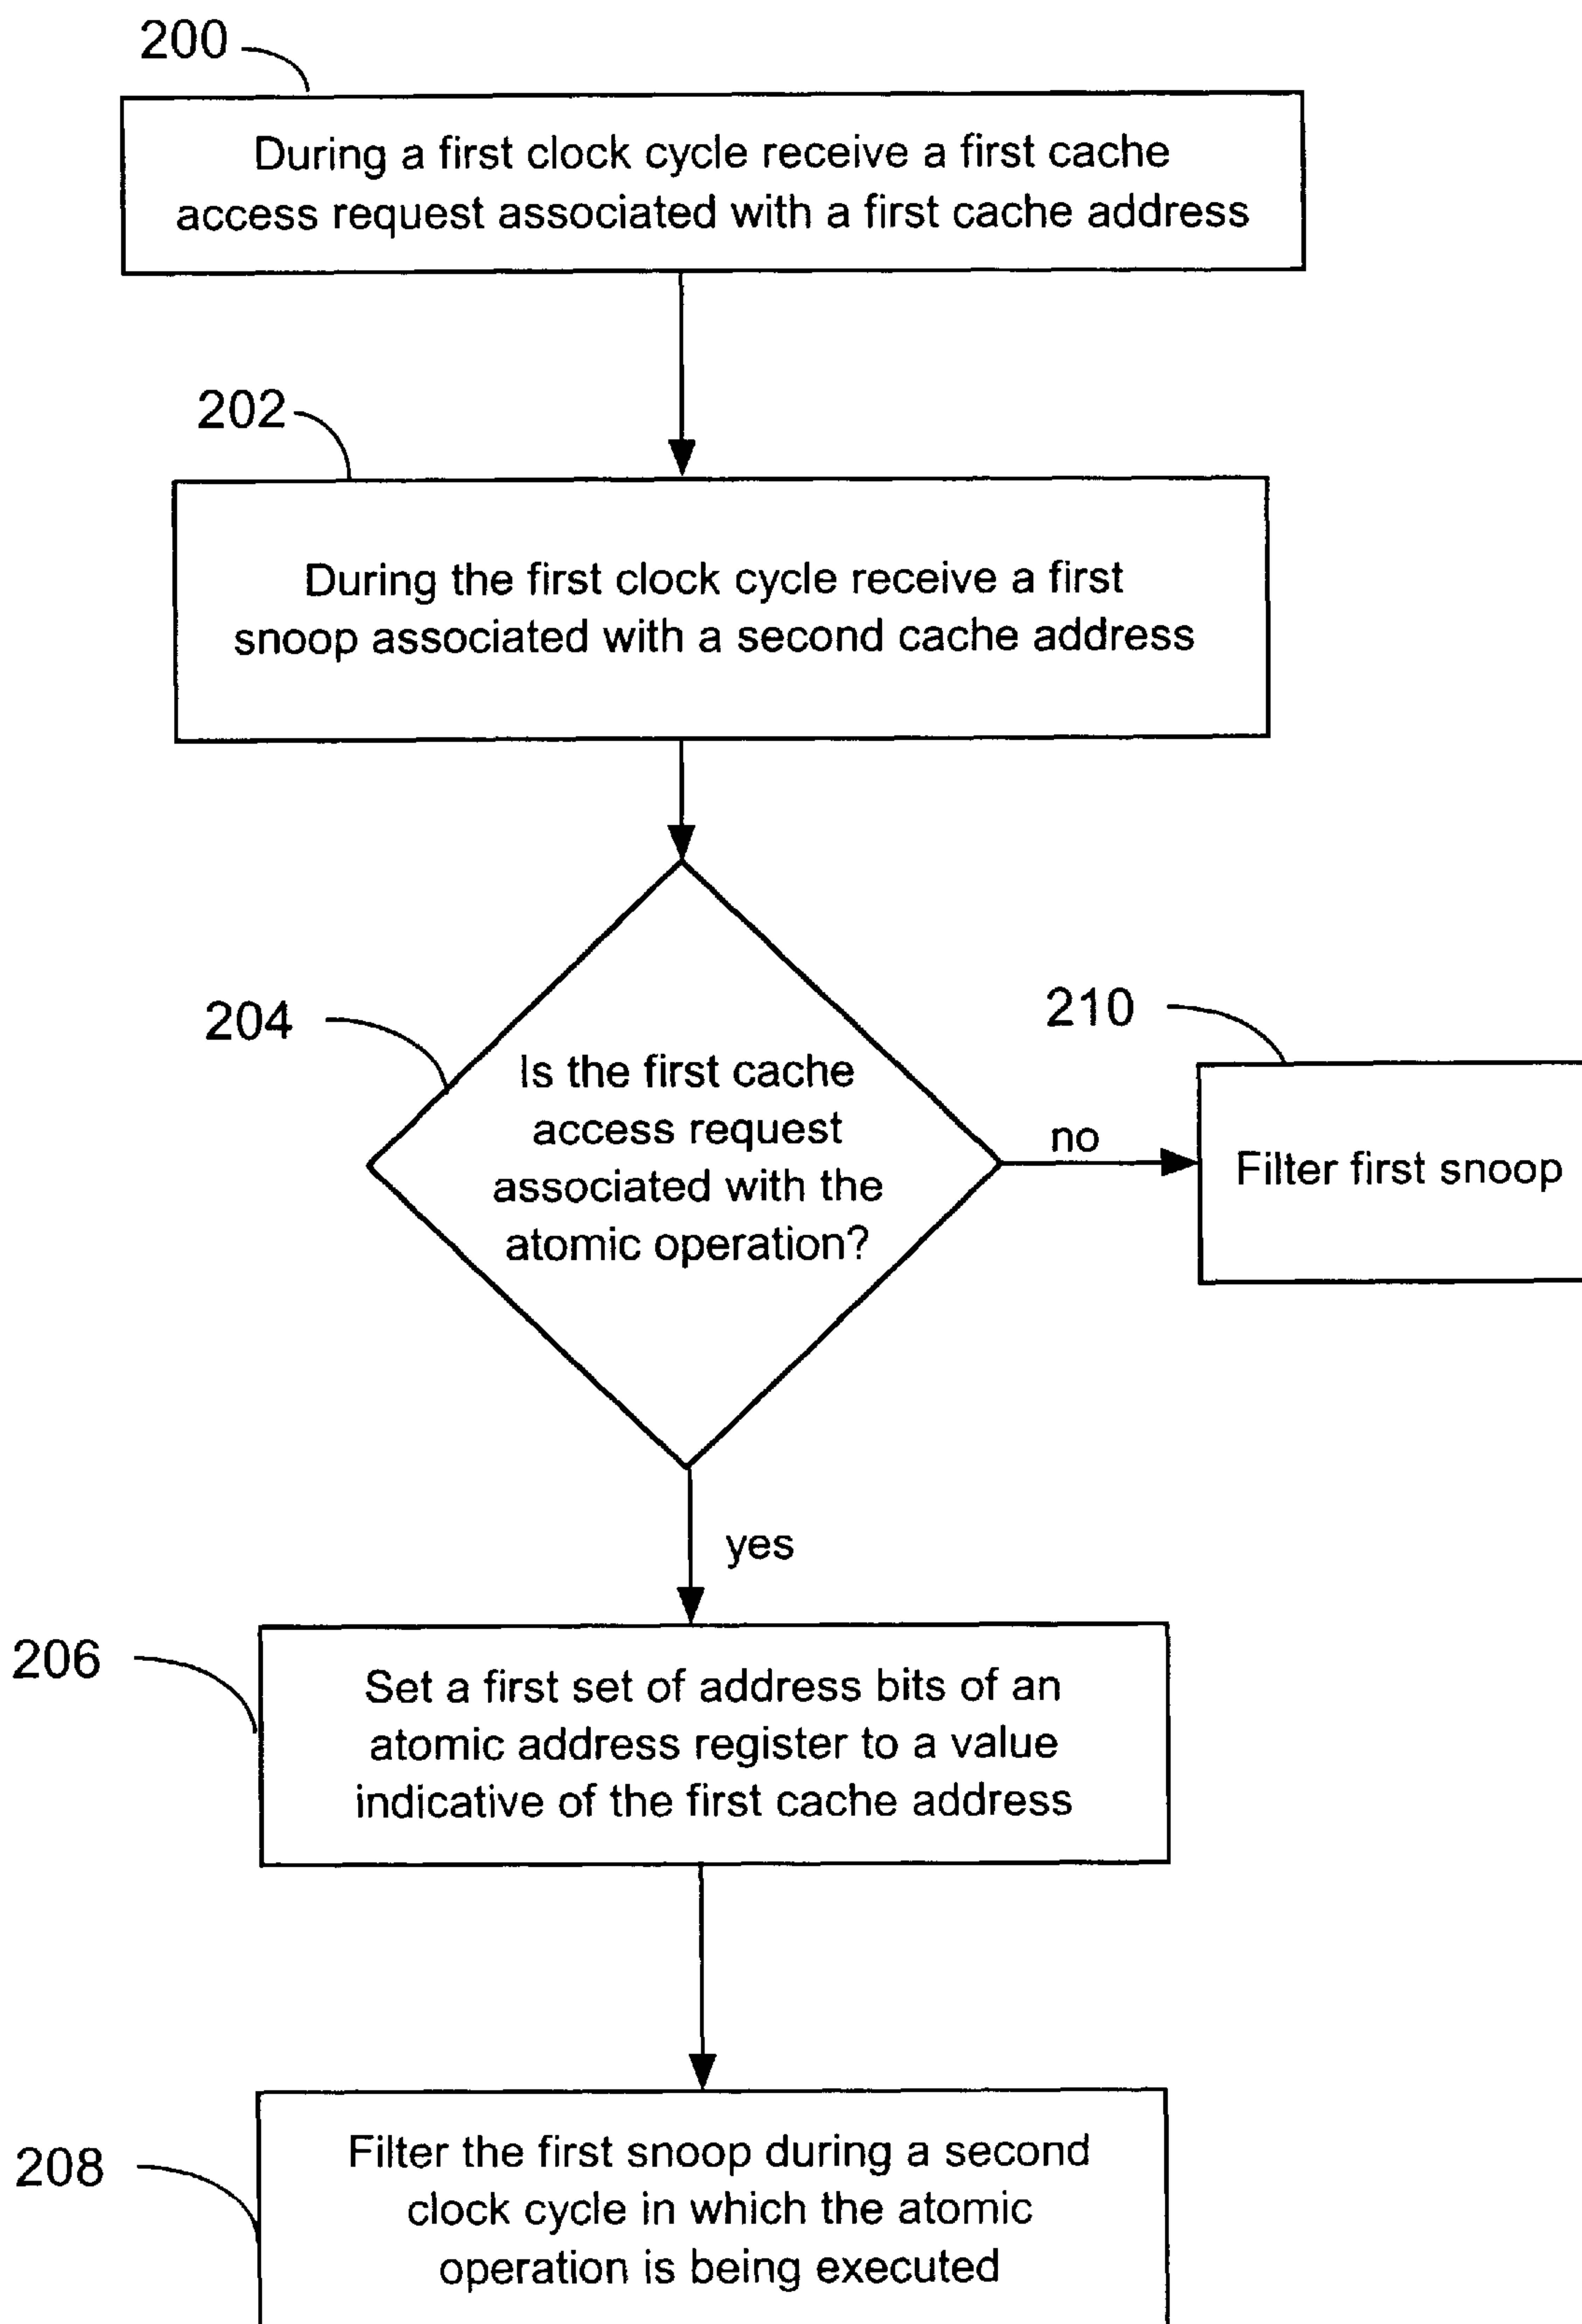 200
During a first clock cycle receive a first cache
access request associated with a first cache address
202
During the first clock cycle receive a first
snoop associated with a second cache address
204
Is the first cache
access request
associated with the
atomic operation?
no
210
Filter first snoop
yes
206
Set a first set of address bits of an
atomic address register to a value
indicative of the first cache address
208
Filter the first snoop during a second
clock cycle in which the atomic
operation is being executed